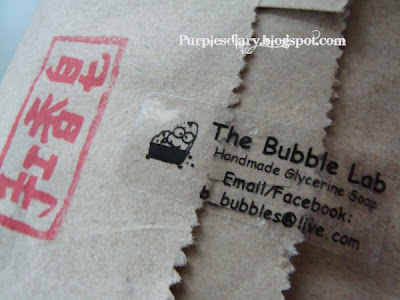 Purplesdiary.blogspot.com
手工香皂
The Bubble Lab
Handmade Glycerine Soap
Email/Facebook:
b_bubbles@live.com